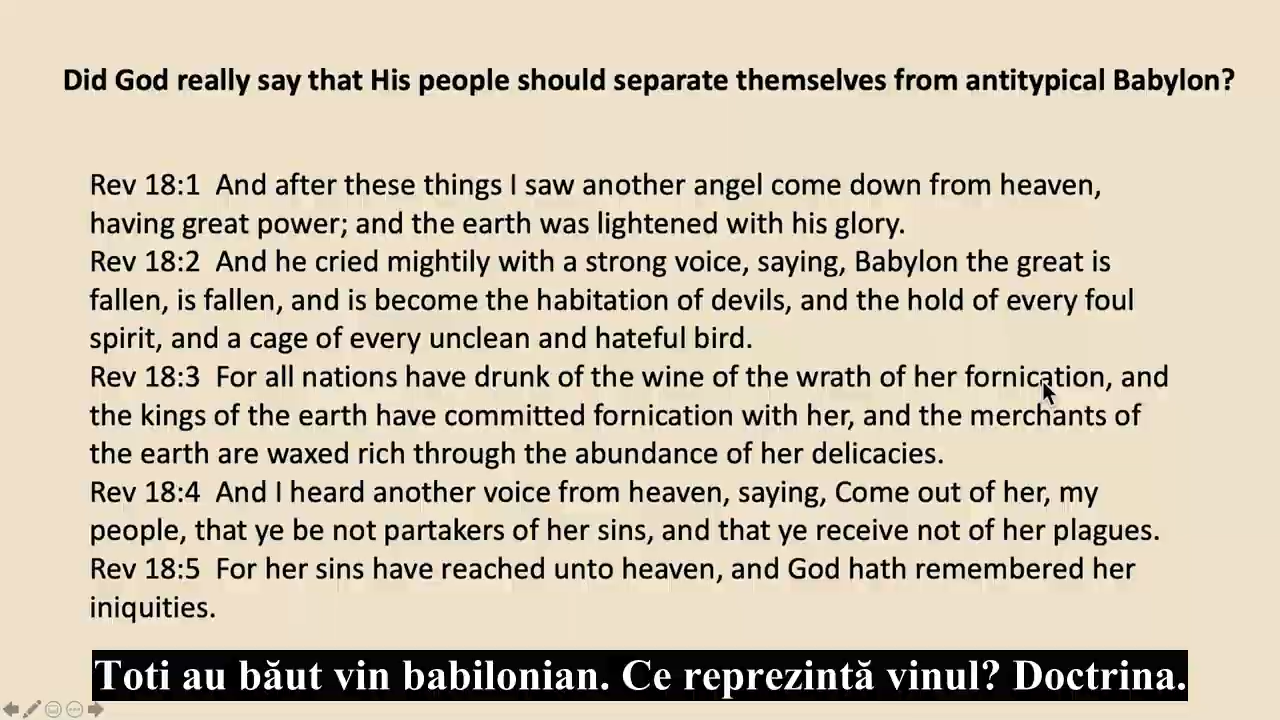 Did God really say that His people should separate themselves from antitypical Babylon?
Rev 18:1  And after these things I saw another angel come down from heaven,
having great power; and the earth was lightened with his glory.
Rev 18:2  And he cried mightily with a strong voice, saying, Babylon the great is
fallen, is fallen, and is become the habitation of devils, and the hold of every foul
spirit, and a cage of every unclean and hateful bird.
Rev 18:3  For all nations have drunk of the wine of the wrath of her fornication, and
the kings of the earth have committed fornication with her, and the merchants of
the earth are waxed rich through the abundance of her delicacies.
Rev 18:4  And I heard another voice from heaven, saying, Come out of her, my
people, that ye be not partakers of her sins, and that ye receive not of her plagues.
Rev 18:5  For her sins have reached unto heaven, and God hath remembered her
iniquities.
Toti au băut vin babilonian. Ce reprezintă vinul? Doctrina.